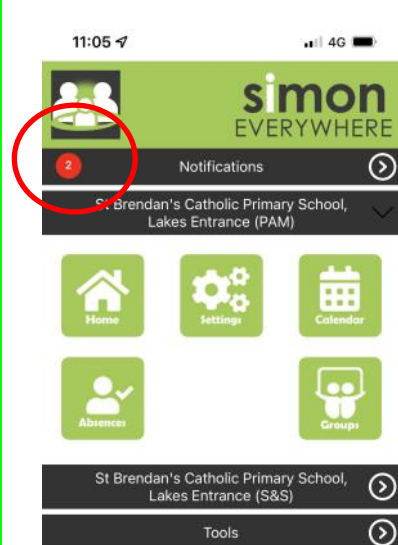 11:05
4G
simon
EVERYWHERE
2
Notifications
St Brendan's Catholic Primary School,
Lakes Entrance (PAM)
Home
Settings
Calendar
Absences
Groups
St Brendan's Catholic Primary School,
Lakes Entrance (S&S)
Tools